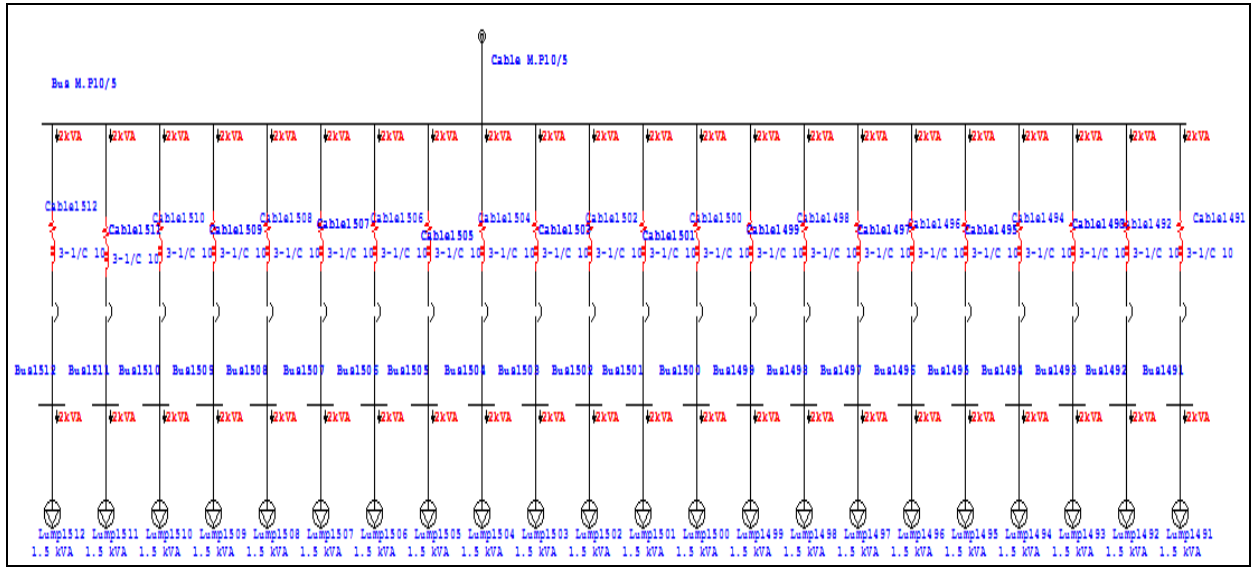 Cable M.P10/5
Bus M.P10/5
2kVA 2kVA 2kVA 2kVA 2kVA 2kVA 2kVA 2kVA 2kVA 2kVA 2kVA 2kVA 2kVA 2kVA 2kVA 2kVA 2kVA 2kVA 2kVA 2kVA 2kVA 2kVA
Cable1512 Cable1511 Cable1510 Cable1509 Cable1508 Cable1507 Cable1506 Cable1505 Cable1504 Cable1503 Cable1502 Cable1501 Cable1500 Cable1499 Cable1498 Cable1497 Cable1496 Cable1495 Cable1494 Cable1493 Cable1492 Cable1491
3-1/C 10 3-1/C 10 3-1/C 10 3-1/C 10 3-1/C 10 3-1/C 10 3-1/C 10 3-1/C 10 3-1/C 10 3-1/C 10 3-1/C 10 3-1/C 10 3-1/C 10 3-1/C 10 3-1/C 10 3-1/C 10 3-1/C 10 3-1/C 10 3-1/C 10 3-1/C 10 3-1/C 10 3-1/C 10
Bus1512 Bus1511 Bus1510 Bus1509 Bus1508 Bus1507 Bus1506 Bus1505 Bus1504 Bus1503 Bus1502 Bus1501 Bus1500 Bus1499 Bus1498 Bus1497 Bus1496 Bus1495 Bus1494 Bus1493 Bus1492 Bus1491
2kVA 2kVA 2kVA 2kVA 2kVA 2kVA 2kVA 2kVA 2kVA 2kVA 2kVA 2kVA 2kVA 2kVA 2kVA 2kVA 2kVA 2kVA 2kVA 2kVA 2kVA 2kVA
Lump1512 Lump1511 Lump1510 Lump1509 Lump1508 Lump1507 Lump1506 Lump1505 Lump1504 Lump1503 Lump1502 Lump1501 Lump1500 Lump1499 Lump1498 Lump1497 Lump1496 Lump1495 Lump1494 Lump1493 Lump1492 Lump1491
1.5 kVA 1.5 kVA 1.5 kVA 1.5 kVA 1.5 kVA 1.5 kVA 1.5 kVA 1.5 kVA 1.5 kVA 1.5 kVA 1.5 kVA 1.5 kVA 1.5 kVA 1.5 kVA 1.5 kVA 1.5 kVA 1.5 kVA 1.5 kVA 1.5 kVA 1.5 kVA 1.5 kVA 1.5 kVA